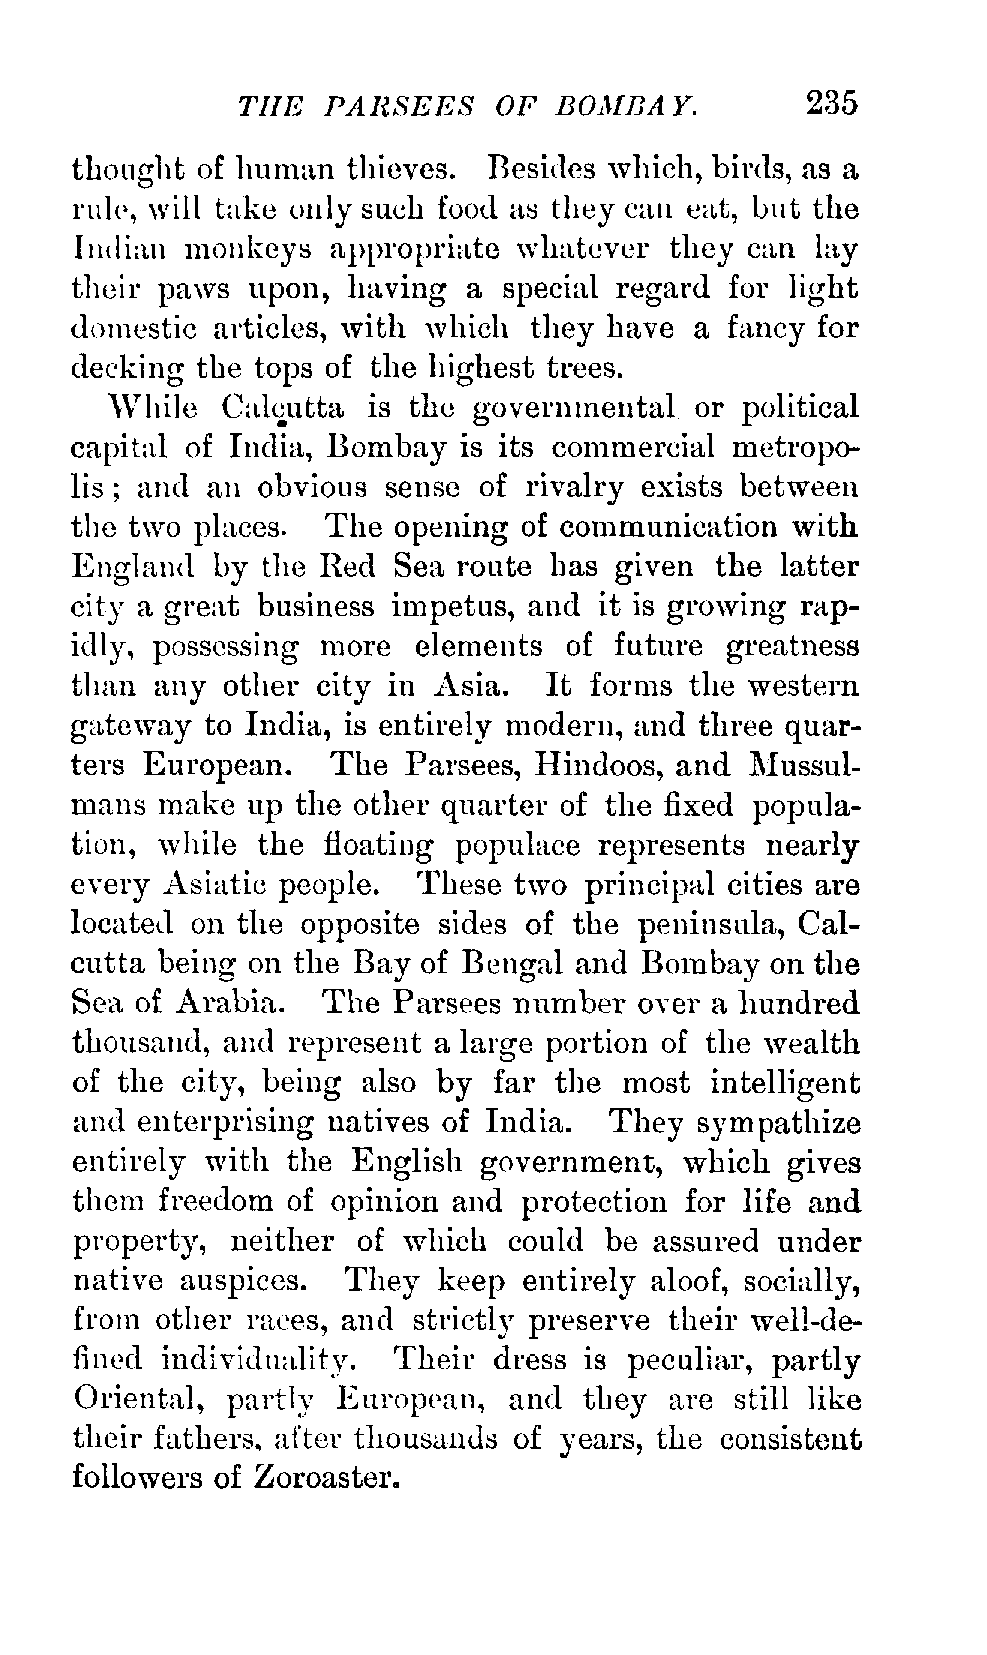 THE PARSEES OF BOMBAY. 235
thought of human thieves. Besides which, birds, as a
rule, will take only such food as they can eat, but the
Indian monkeys appropriate whatever they can lay
their paws upon, having a special regard for light
domestic articles, with which they have a fancy for
decking the tops of the highest trees.
While Calcutta is the governmental or political
capital of India, Bombay is its commercial metropo-
lis; and an obvious sense of rivalry exists between
the two places. The opening of communication with
England by the Red Sea route has given the latter
city a great business impetus, and it is growing rap-
idly, possessing more elements of future greatness
than any other city in Asia. It forms the western
gateway to India, is entirely modern, and three quar-
ters European. The Parsees, Hindoos, and Mussul-
mans make up the other quarter of the fixed popula-
tion, while the floating populace represents nearly
every Asiatic people. These two principal cities are
located on the opposite sides of the peninsula, Cal-
cutta being on the Bay of Bengal and Bombay on the
Sea of Arabia. The Parsees number over a hundred
thousand, and represent a large portion of the wealth
of the city, being also by far the most intelligent
and enterprising natives of India. They sympathize
entirely with the English government, which gives
them freedom of opinion and protection for life and
property, neither of which could be assured under
native auspices. They keep entirely aloof, socially,
from other races, and strictly preserve their well-de-
fined individuality. Their dress is peculiar, partly
Oriental, partly European, and they are still like
their fathers, after thousands of years, the consistent
followers of Zoroaster.